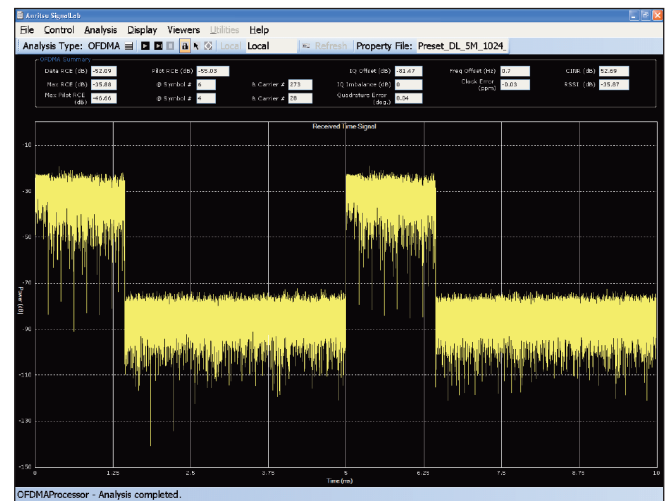 Anritsu SignalLab
File Control Analysis Display Viewers Utilities Help
Analysis Type: OFDMA Local Local Refresh Property File: Preset_DL_5M_1024_
OFDMA Summary
Data RCE (dB) -52.09 Pilot RCE (dB) -55.03 IQ Offset (dB) -81.47 Freq Offset (Hz) 0.7 CINR (dB) 52.69
Max RCE (dB) -35.88 @ Symbol # 6 & Carrier # 273 IQ Imbalance (dB) 0 Clock Error (ppm) -0.03 RSSI (dB) -35.87
Max Pilot RCE (dB) -46.66 @ Symbol # 4 & Carrier # 28 Quadrature Error (deg.) 0.04
Received Time Signal
-10
-30
-50
-70
Power (dB)
-90
-110
-130
-150
0 1.25 2.5 3.75 5 6.25 7.5 8.75 10
Time (ms)
OFDMAProcessor - Analysis completed.